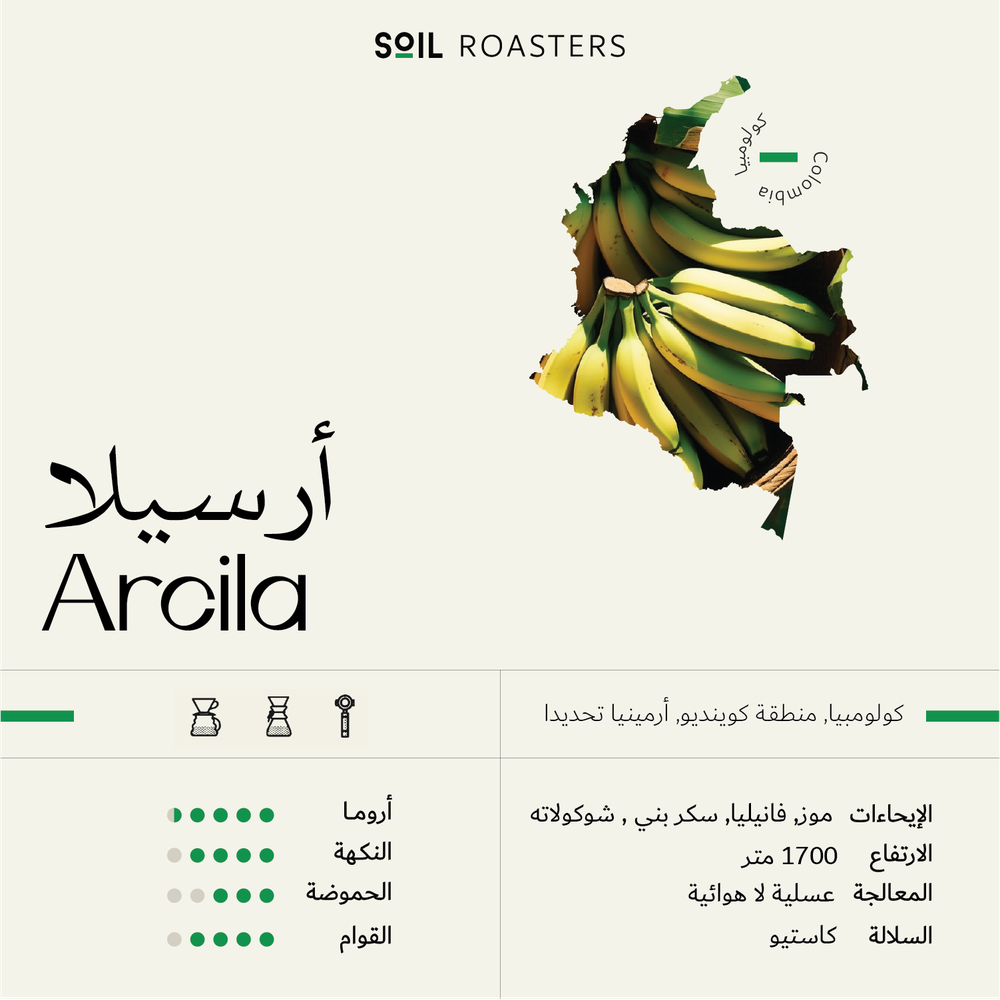 SOIL ROASTERS
كولومبيا
Colombia
أرسيلا
Arcila
كولومبيا, منطقة كوينديو, أرمينيا تحديدا
الإيحاءات موز, فانيليا, سكر بني , شوكولاته
الارتفاع 1700 متر
المعالجة عسلية لا هوائية
السلالة كاستيو
أروما
النكهة
الحموضة
القوام